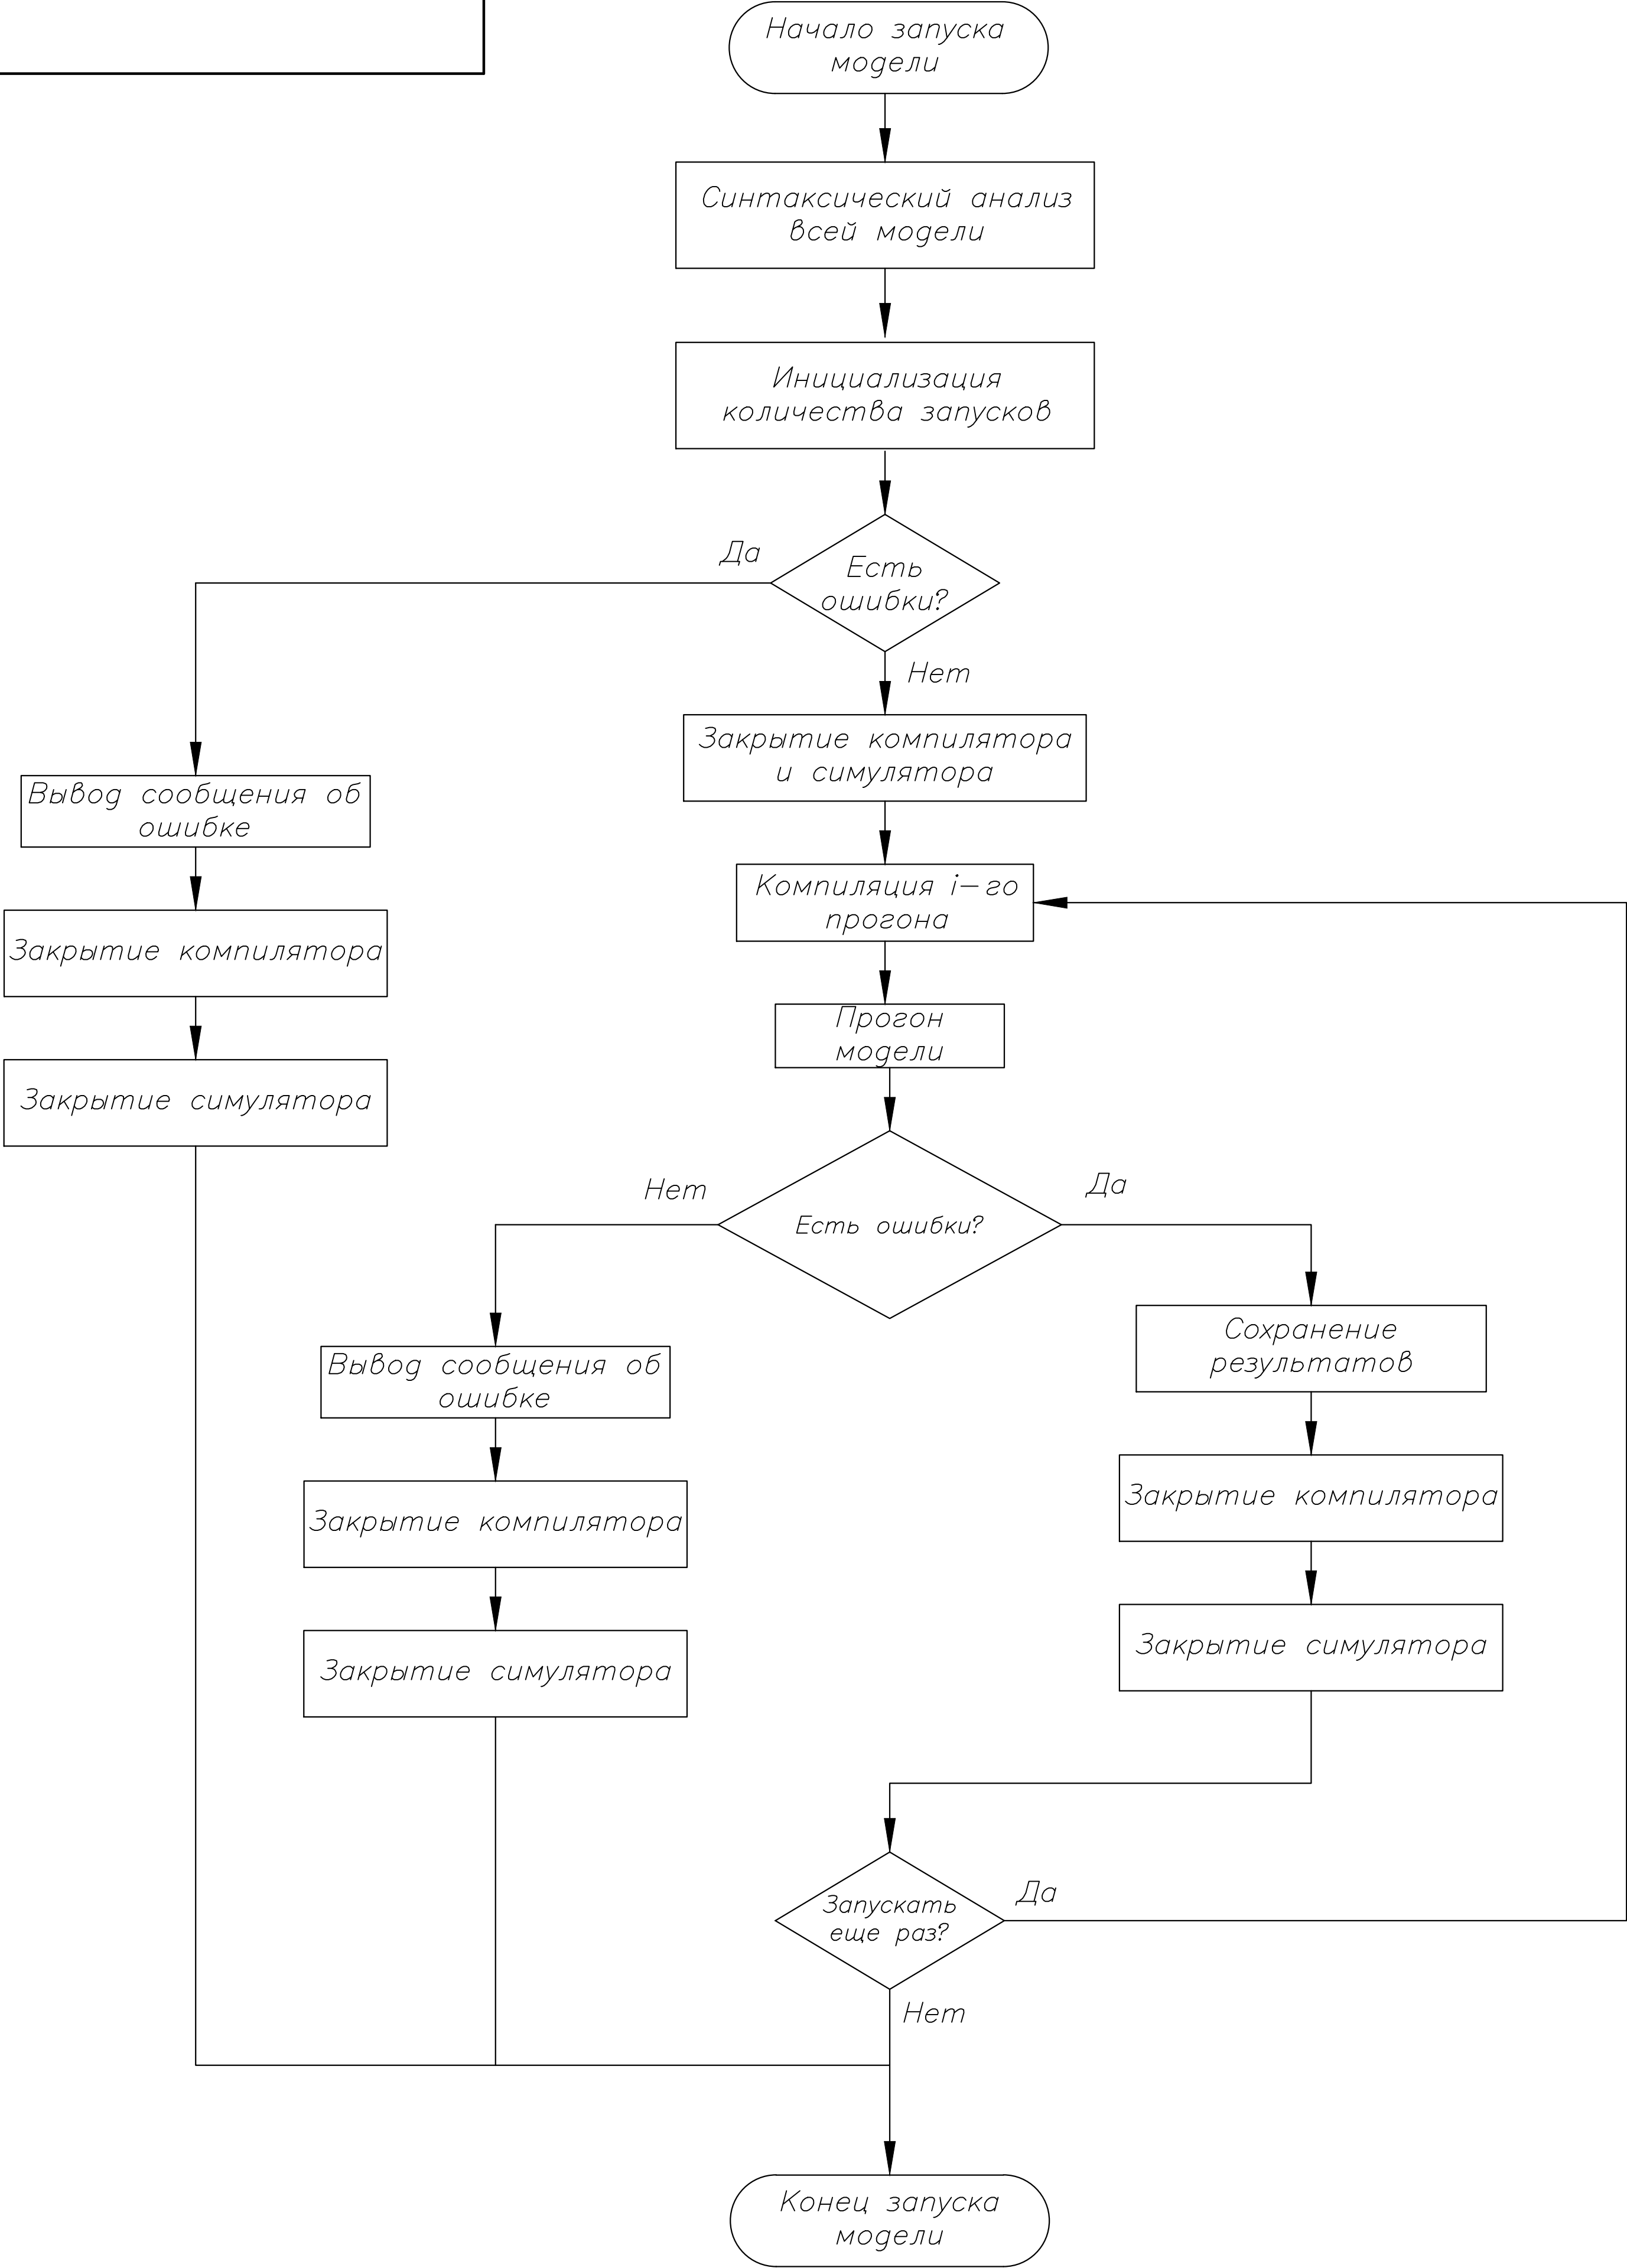 Начало запуска
модели
Синтаксический анализ
всей модели
Инициализация
количества запусков
Да
Есть
ошибки?
Нет
Закрытие компилятора
и симулятора
Вывод сообщения об
ошибке
Компиляция i-го
прогона
Закрытие компилятора
Прогон
модели
Закрытие симулятора
Нет
Да
Есть ошибки?
Сохранение
результатов
Вывод сообщения об
ошибке
Закрытие компилятора
Закрытие компилятора
Закрытие симулятора
Закрытие симулятора
Да
Запускать
еще раз?
Нет
Конец запуска
модели